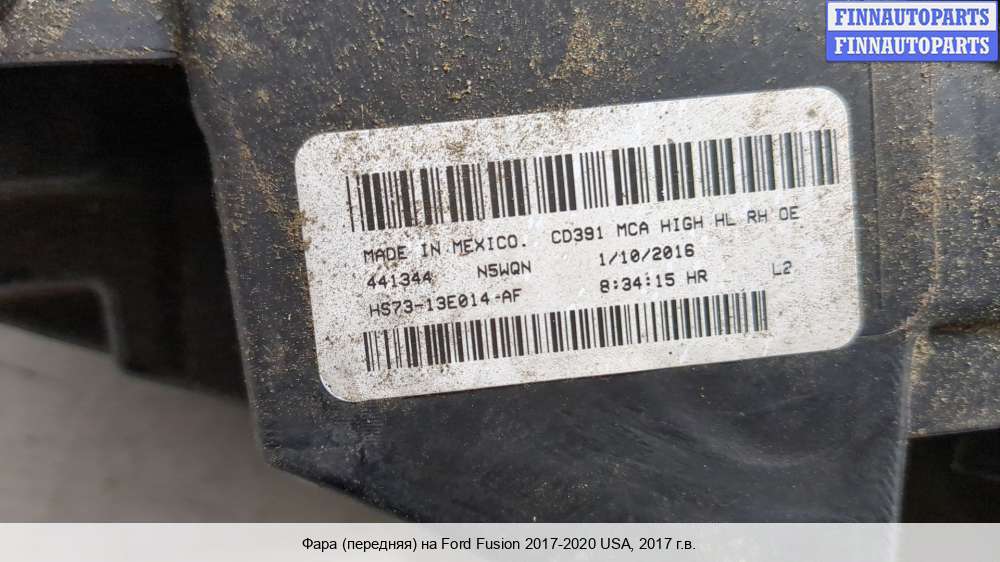 FINNAUTOPARTS
FINNAUTOPARTS
MADE IN MEXICO. CD391 MCA HIGH HL RH OE
441344 N5WQN 1/10/2016
HS73-13E014-AF 8:34:15 HR L2
Фара (передняя) на Ford Fusion 2017-2020 USA, 2017 г.в.